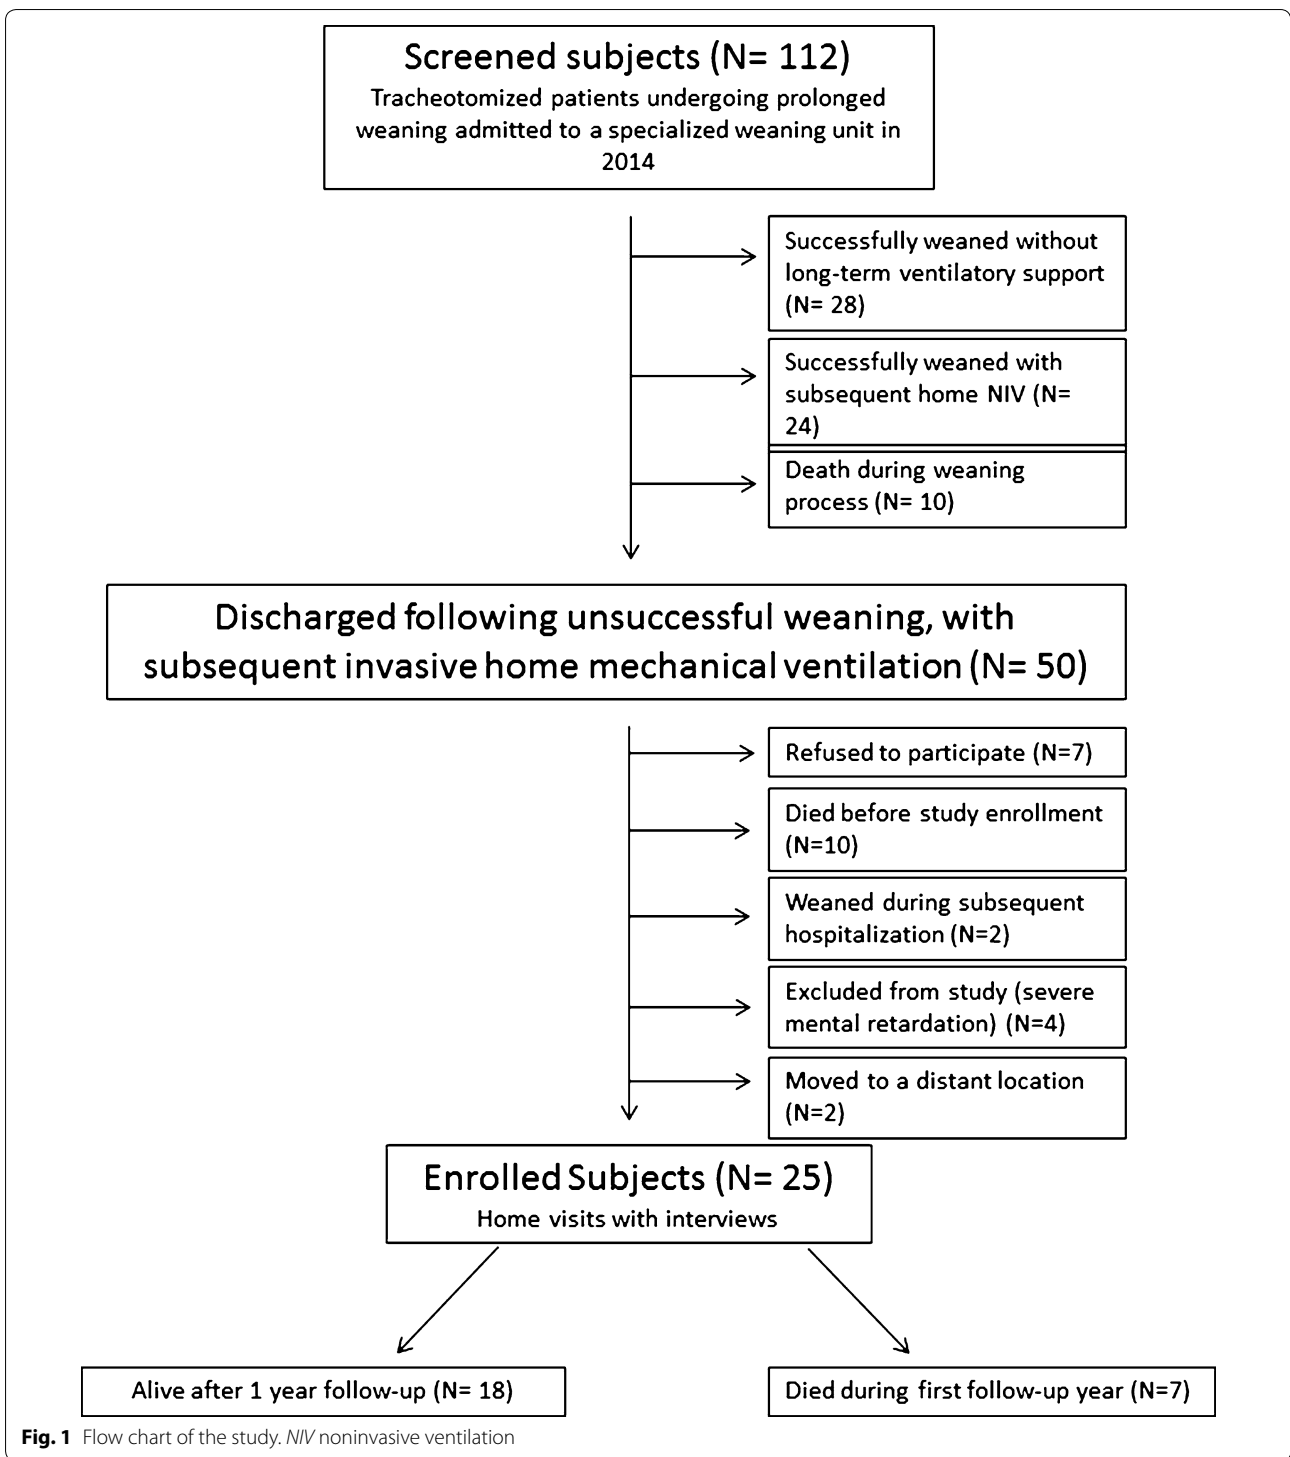 Screened subjects (N= 112)
Tracheotomized patients undergoing prolonged
weaning admitted to a specialized weaning unit in
2014
Successfully weaned without
long-term ventilatory support
(N= 28)
Successfully weaned with
subsequent home NIV (N=
24)
Death during weaning
process (N= 10)
Discharged following unsuccessful weaning, with
subsequent invasive home mechanical ventilation (N= 50)
Refused to participate (N=7)
Died before study enrollment
(N=10)
Weaned during subsequent
hospitalization (N=2)
Excluded from study (severe
mental retardation) (N=4)
Moved to a distant location
(N=2)
Enrolled Subjects (N= 25)
Home visits with interviews
Alive after 1 year follow-up (N= 18)
Died during first follow-up year (N=7)
Fig. 1 Flow chart of the study. NIV noninvasive ventilation